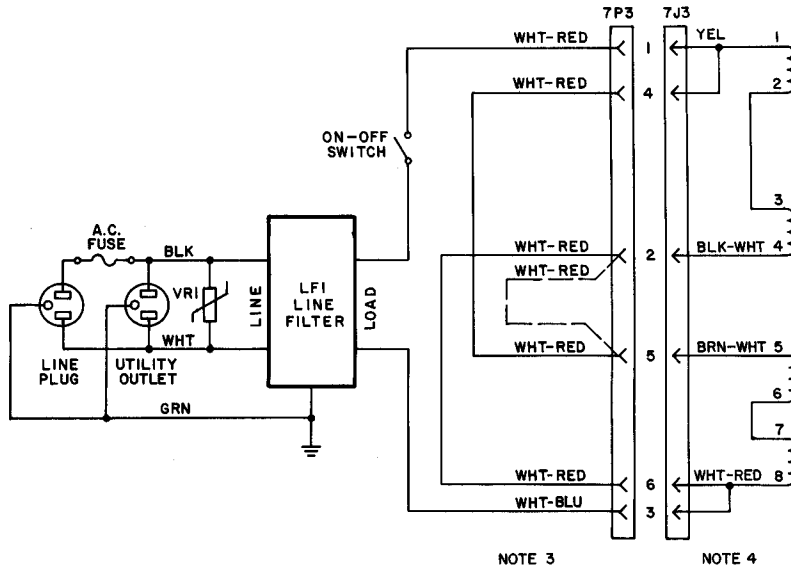 7P3 7J3
WHT-RED 1 YEL 1
WHT-RED 4 2
ON-OFF
SWITCH
3
A.C.
FUSE
BLK
WHT-RED 2 BLK-WHT 4
WHT-RED
VR1
LINE
LF1
LINE
FILTER
LOAD
WHT
WHT-RED 5 BRN-WHT 5
LINE
PLUG
UTILITY
OUTLET
6
GRN
7
WHT-RED 6 WHT-RED 8
WHT-BLU 3
NOTE 3 NOTE 4